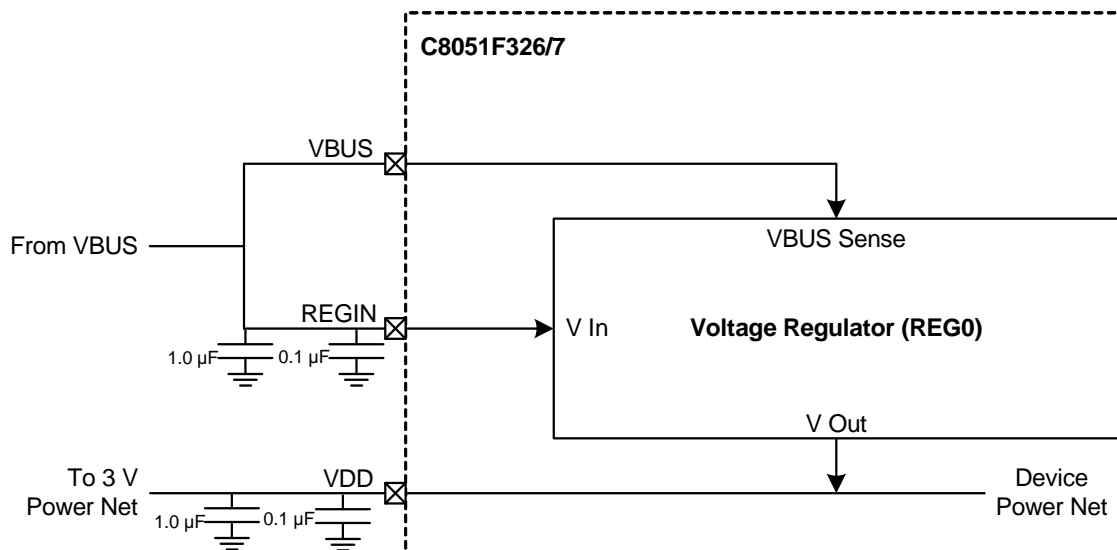 C8051F326/7
VBUS
From VBUS
VBUS Sense
REGIN
V In
Voltage Regulator (REG0)
1.0 µF
0.1 µF
V Out
To 3 V
Power Net
VDD
Device
Power Net
1.0 µF
0.1 µF